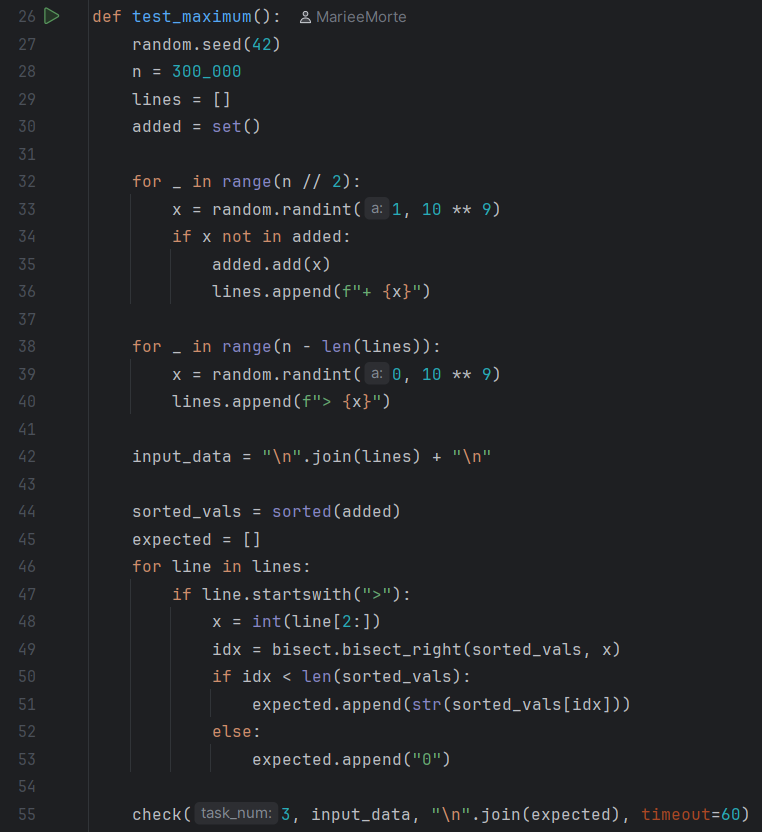 26 def test_maximum(): MarieeMorte
27     random.seed(42)
28     n = 300_000
29     lines = []
30     added = set()
31
32     for _ in range(n // 2):
33         x = random.randint( a: 1, 10 ** 9)
34         if x not in added:
35             added.add(x)
36             lines.append(f"+ {x}")
37
38     for _ in range(n - len(lines)):
39         x = random.randint( a: 0, 10 ** 9)
40         lines.append(f"> {x}")
41
42     input_data = "\n".join(lines) + "\n"
43
44     sorted_vals = sorted(added)
45     expected = []
46     for line in lines:
47         if line.startswith(">"):
48             x = int(line[2:])
49             idx = bisect.bisect_right(sorted_vals, x)
50             if idx < len(sorted_vals):
51                 expected.append(str(sorted_vals[idx]))
52             else:
53                 expected.append("0")
54
55     check( task_num: 3, input_data, "\n".join(expected), timeout=60)